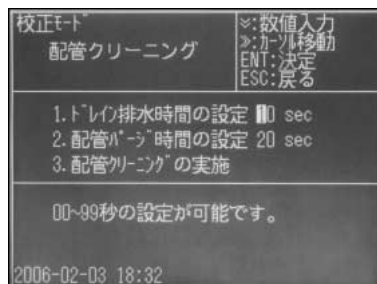 校正ﾓｰﾄﾞ
配管クリーニング
︾:数値入力
》:ｶｰｿﾙ移動
ENT:決定
ESC:戻る
1.ﾄﾞﾚｲﾝ排水時間の設定 10 sec
2.配管ﾊﾟｰｼﾞ時間の設定 20 sec
3.配管ｸﾘｰﾆﾝｸﾞの実施
00~99秒の設定が可能です。
2006-02-03 18:32